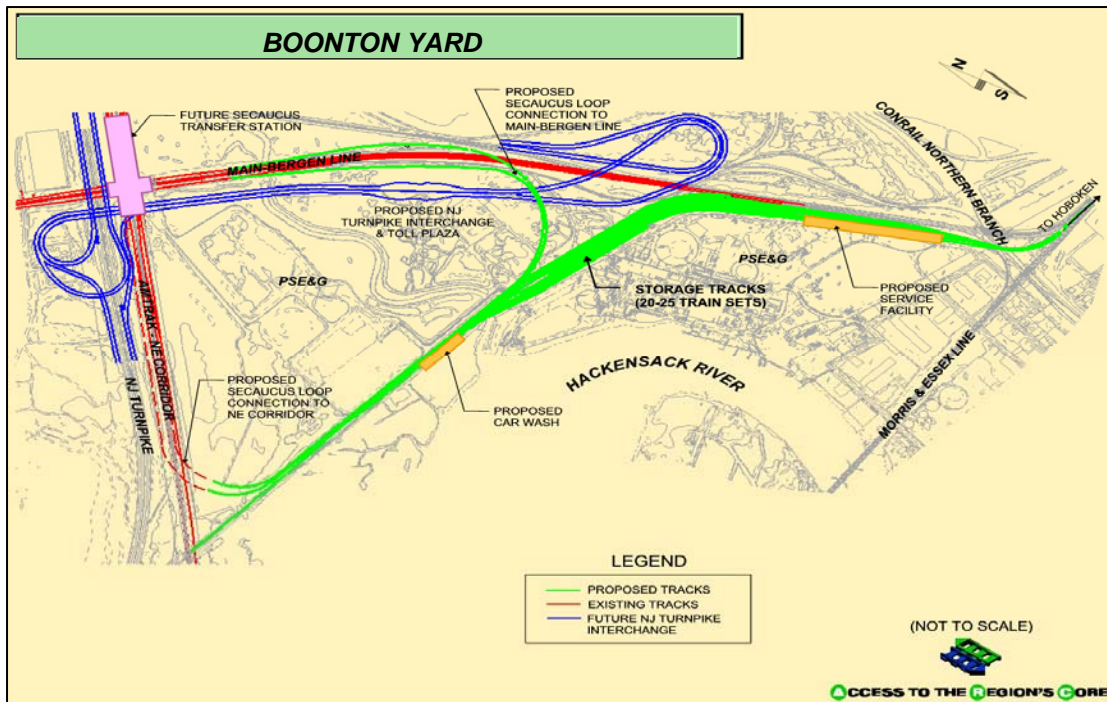 BOONTON YARD
FUTURE SECAUCUS
TRANSFER STATION
PROPOSED
SECAUCUS LOOP
CONNECTION TO
MAIN-BERGEN LINE
N
S
CONRAIL NORTHERN BRANCH
MAIN-BERGEN LINE
TO HOBOKEN
PROPOSED NJ
TURNPIKE INTERCHANGE
& TOLL PLAZA
PSE&G
PSE&G
STORAGE TRACKS
(20-25 TRAIN SETS)
PROPOSED
SERVICE
FACILITY
AMTRAK - NE CORRIDOR
NJ TURNPIKE
PROPOSED
SECAUCUS LOOP
CONNECTION TO
NE CORRIDOR
HACKENSACK RIVER
MORRIS & ESSEX LINE
PROPOSED
CAR WASH
LEGEND
PROPOSED TRACKS
EXISTING TRACKS
FUTURE NJ TURNPIKE
INTERCHANGE
(NOT TO SCALE)
ACCESS TO THE REGION'S CORE